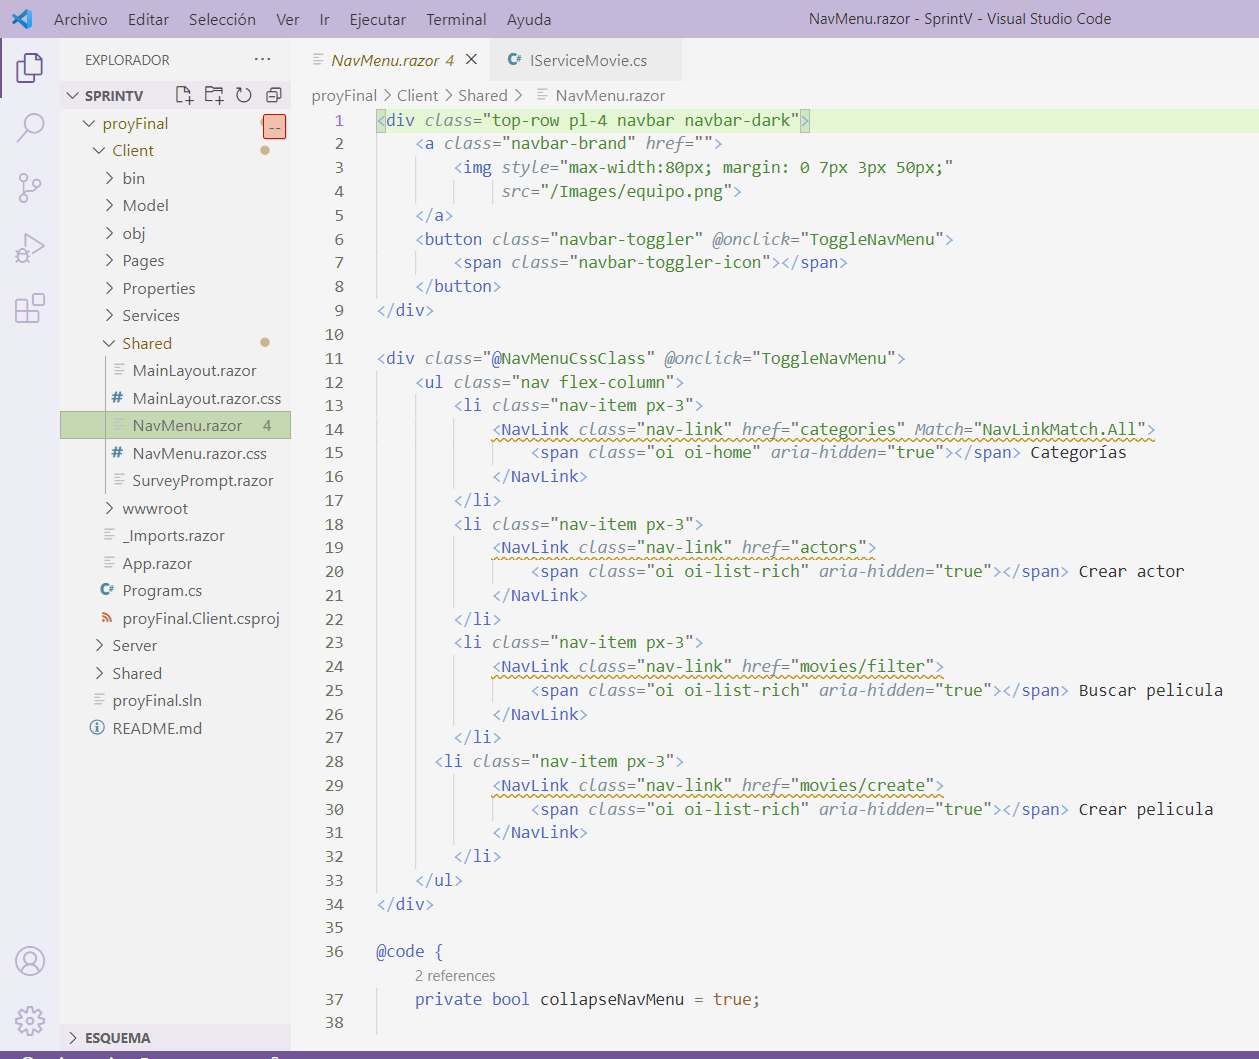 Archivo Editar Selección Ver Ir Ejecutar Terminal Ayuda
NavMenu.razor - SprintV - Visual Studio Code
EXPLORADOR ...
SPRINTV
proyFinal
Client
bin
Model
obj
Pages
Properties
Services
Shared
MainLayout.razor
# MainLayout.razor.css
NavMenu.razor 4
# NavMenu.razor.css
SurveyPrompt.razor
wwwroot
_Imports.razor
App.razor
C# Program.cs
proyFinal.Client.csproj
Server
Shared
proyFinal.sln
README.md
ESQUEMA
NavMenu.razor 4
C# IServiceMovie.cs
proyFinal > Client > Shared > NavMenu.razor
1 <div class="top-row pl-4 navbar navbar-dark">
2 <a class="navbar-brand" href="">
3 <img style="max-width:80px; margin: 0 7px 3px 50px;"
4 src="/Images/equipo.png">
5 </a>
6 <button class="navbar-toggler" @onclick="ToggleNavMenu">
7 <span class="navbar-toggler-icon"></span>
8 </button>
9 </div>
10
11 <div class="@NavMenuCssClass" @onclick="ToggleNavMenu">
12 <ul class="nav flex-column">
13 <li class="nav-item px-3">
14 <NavLink class="nav-link" href="categories" Match="NavLinkMatch.All">
15 <span class="oi oi-home" aria-hidden="true"></span> Categorías
16 </NavLink>
17 </li>
18 <li class="nav-item px-3">
19 <NavLink class="nav-link" href="actors">
20 <span class="oi oi-list-rich" aria-hidden="true"></span> Crear actor
21 </NavLink>
22 </li>
23 <li class="nav-item px-3">
24 <NavLink class="nav-link" href="movies/filter">
25 <span class="oi oi-list-rich" aria-hidden="true"></span> Buscar pelicula
26 </NavLink>
27 </li>
28 <li class="nav-item px-3">
29 <NavLink class="nav-link" href="movies/create">
30 <span class="oi oi-list-rich" aria-hidden="true"></span> Crear pelicula
31 </NavLink>
32 </li>
33 </ul>
34 </div>
35
36 @code {
2 references
37 private bool collapseNavMenu = true;
38